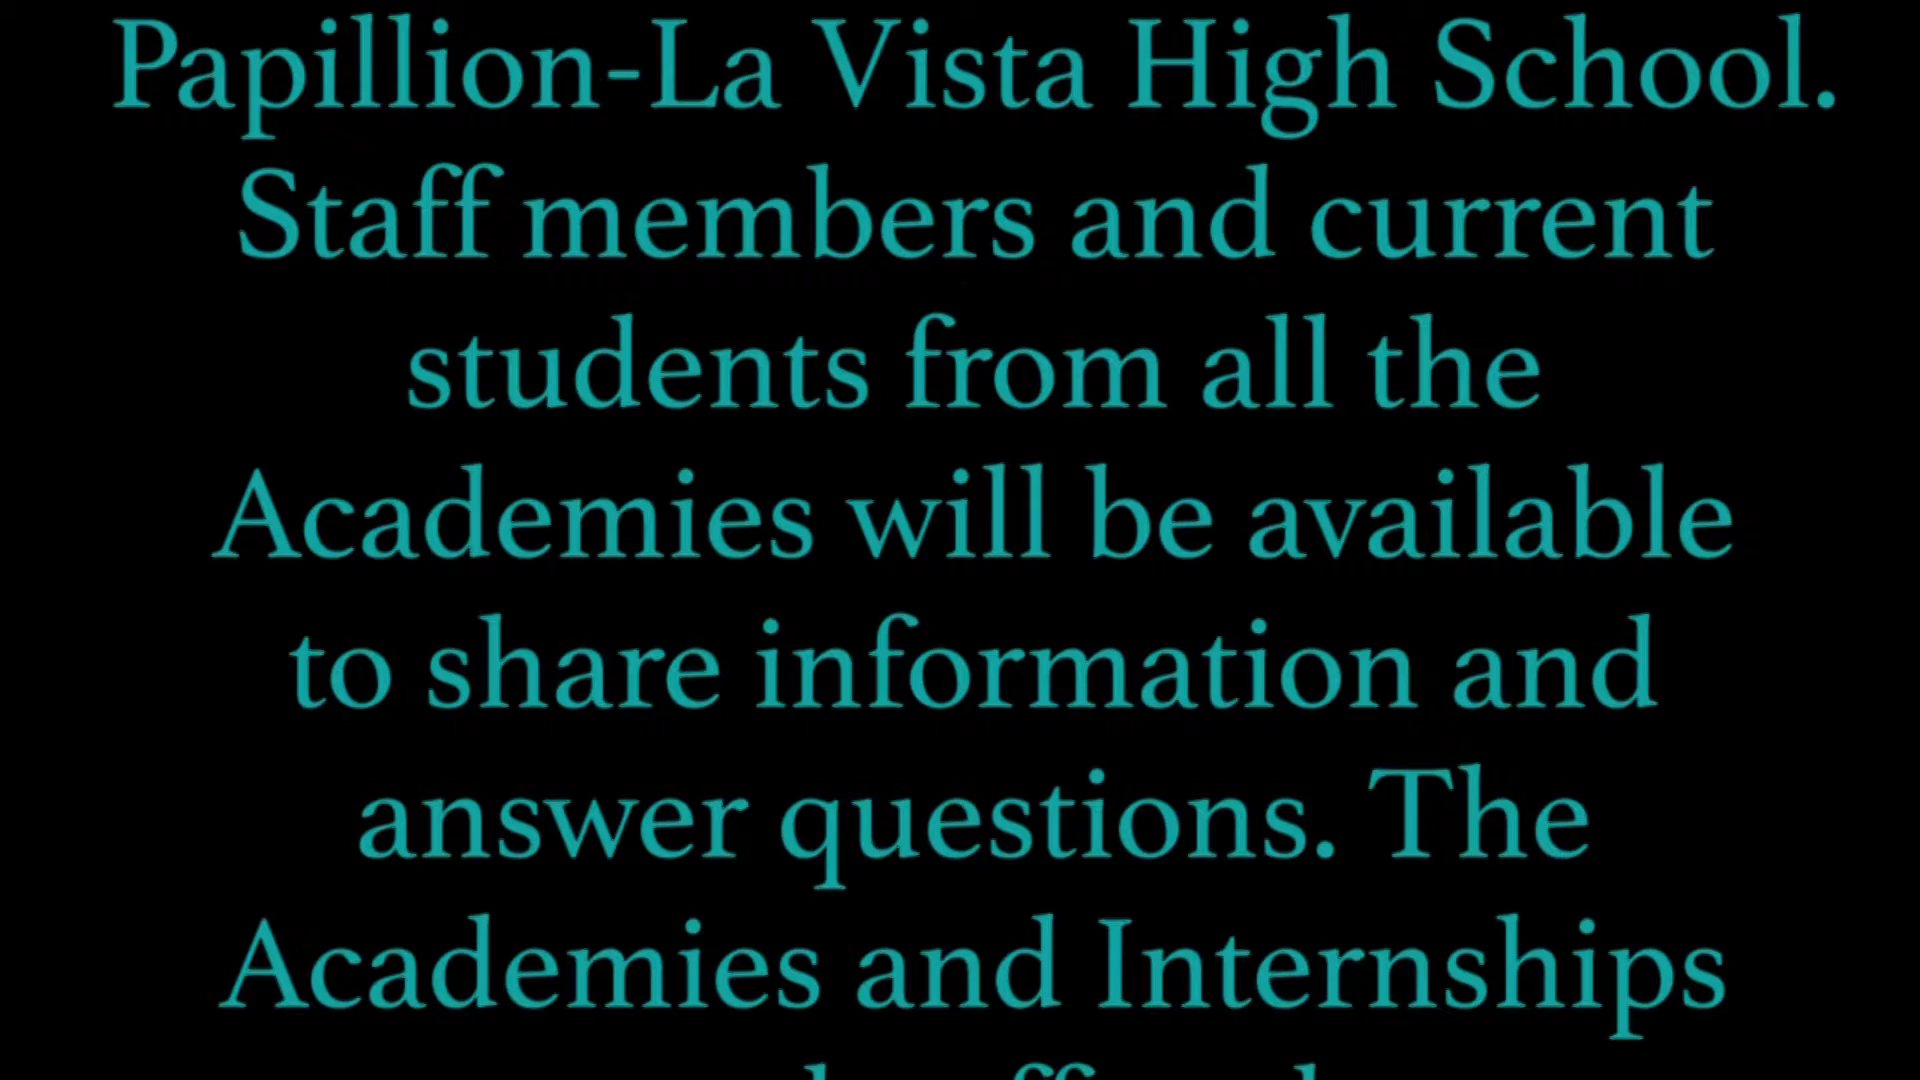 Papillion-La Vista High School.
Staff members and current
students from all the
Academies will be available
to share information and
answer questions. The
Academies and Internships